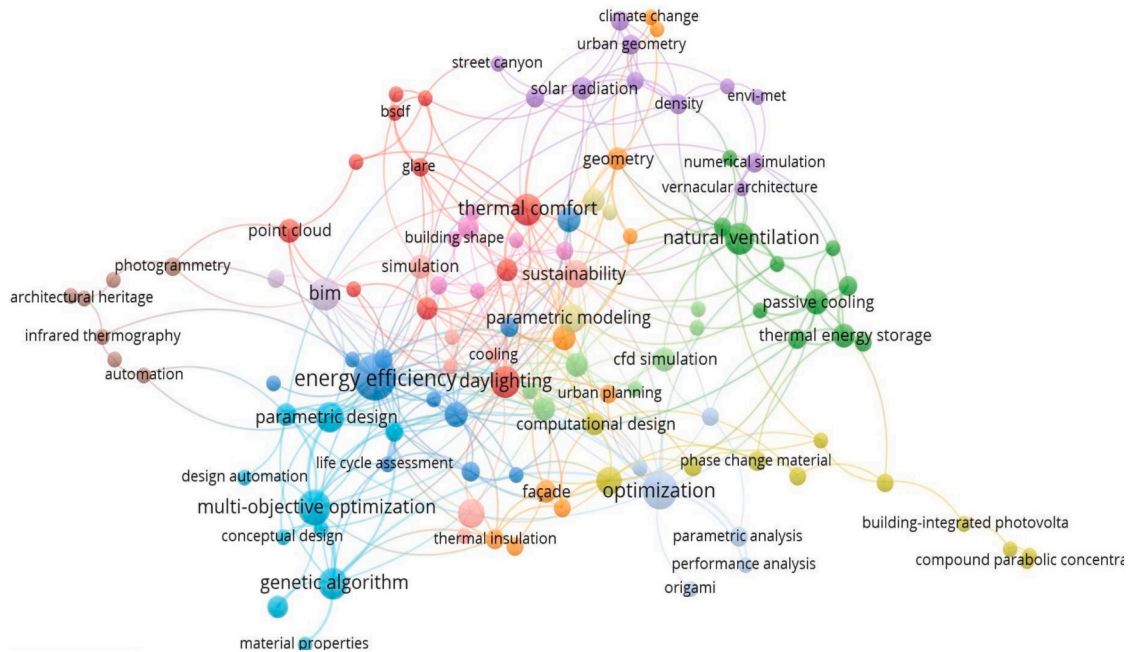 climate change
urban geometry
street canyon
solar radiation
density
envi-met
bsdf
glare
geometry
numerical simulation
vernacular architecture
thermal comfort
point cloud
building shape
natural ventilation
photogrammetry
simulation
sustainability
architectural heritage
bim
passive cooling
parametric modeling
infrared thermography
thermal energy storage
cooling
cfd simulation
automation
energy efficiency
daylighting
urban planning
parametric design
computational design
design automation
life cycle assessment
phase change material
façade
optimization
multi-objective optimization
building-integrated photovolta
conceptual design
thermal insulation
parametric analysis
compound parabolic concentra
performance analysis
genetic algorithm
origami
material properties